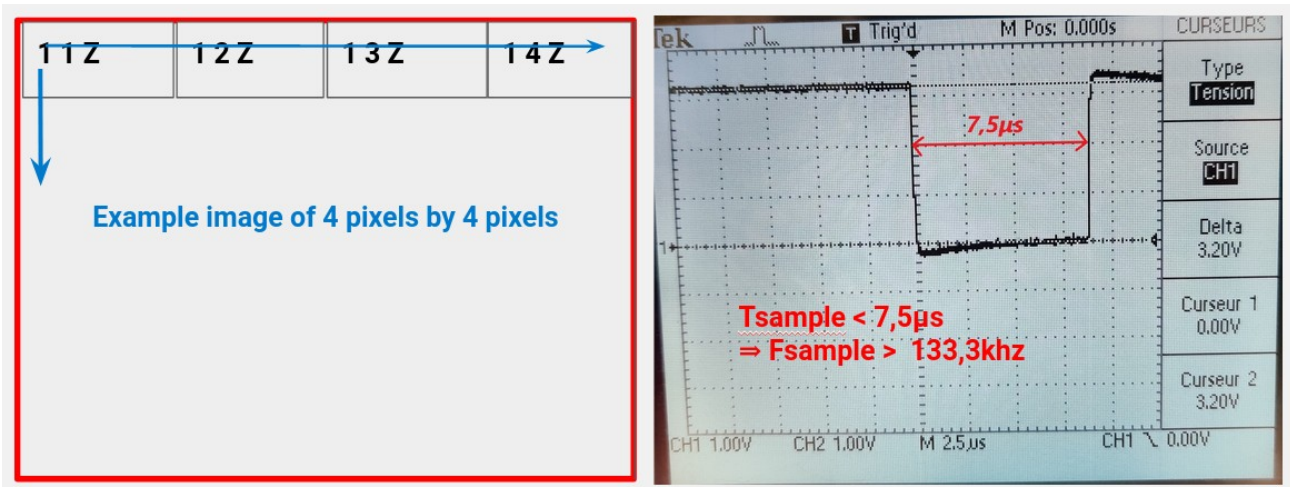 1 1 Z 1 2 Z 1 3 Z 1 4 Z
Example image of 4 pixels by 4 pixels
Tek T Trig'd M Pos: 0.000s CURSEURS
Type
Tension
7,5µs
Source
CH1
Delta
3.20V
1
Tsample < 7,5µs
⇒ Fsample > 133,3khz
Curseur 1
0.00V
Curseur 2
3.20V
CH1 1.00V CH2 1.00V M 2.5µs CH1 \ 0.00V